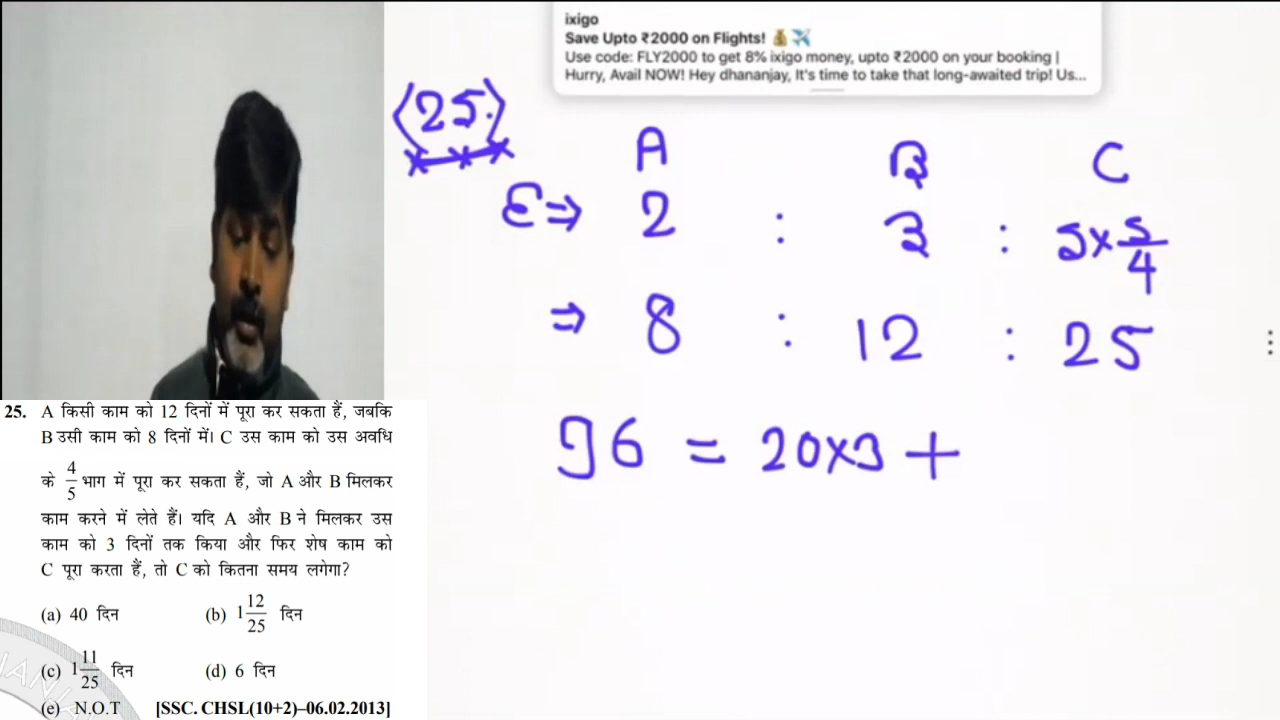 ixigo
Save Upto ₹2000 on Flights! 💰✈️
Use code: FLY2000 to get 8% ixigo money, upto ₹2000 on your booking |
Hurry, Avail NOW! Hey dhananjay, It's time to take that long-awaited trip! Us...
⟨25.⟩
A B C
ε⇒ 2 : 3 : 5×5/4
⇒ 8 : 12 : 25
96 = 20×3 +
25. A किसी काम को 12 दिनों में पूरा कर सकता हैं, जबकि
B उसी काम को 8 दिनों में। C उस काम को उस अवधि
के 4/5 भाग में पूरा कर सकता हैं, जो A और B मिलकर
काम करने में लेते हैं। यदि A और B ने मिलकर उस
काम को 3 दिनों तक किया और फिर शेष काम को
C पूरा करता हैं, तो C को कितना समय लगेगा?
(a) 40 दिन (b) 1 12/25 दिन
(c) 1 11/25 दिन (d) 6 दिन
(e) N.O.T [SSC. CHSL(10+2)–06.02.2013]